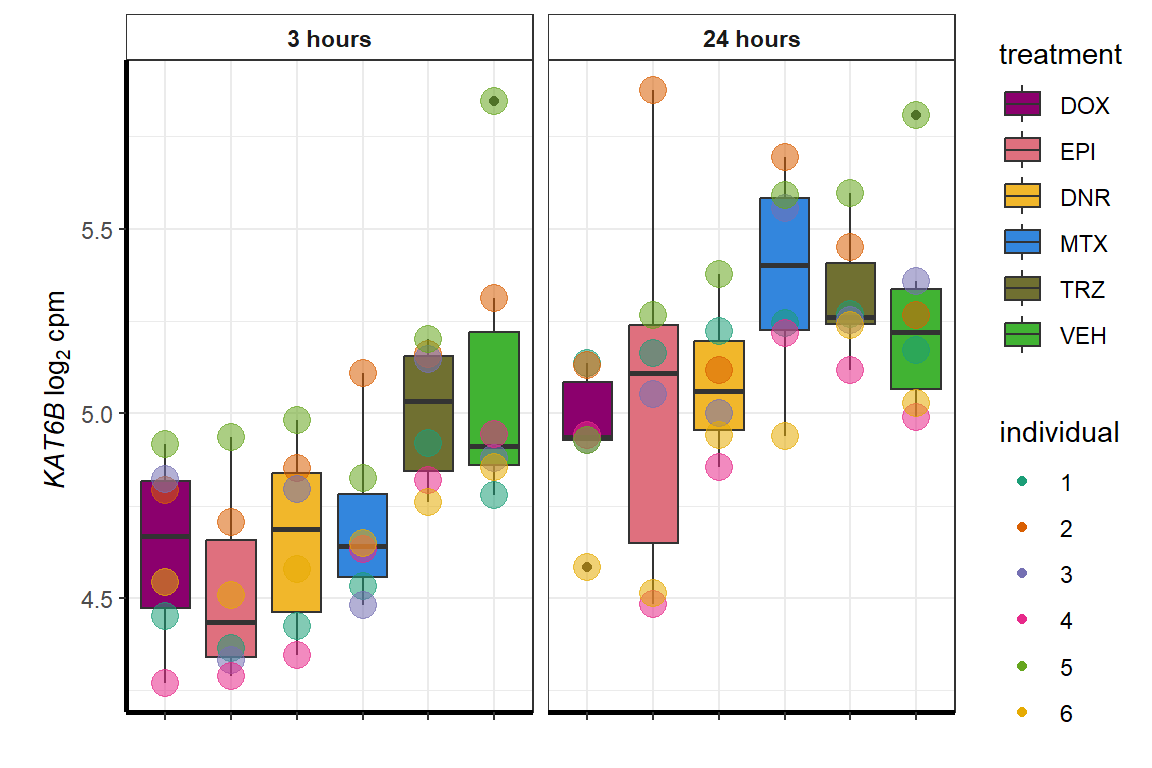 3 hours
24 hours
KAT6B log2 cpm
5.5
5.0
4.5
treatment
DOX
EPI
DNR
MTX
TRZ
VEH
individual
1
2
3
4
5
6